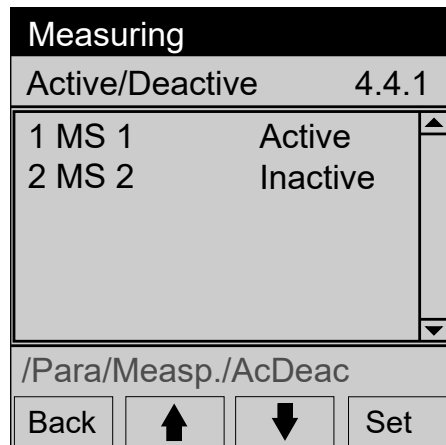 Measuring
Active/Deactive 4.4.1
1 MS 1 Active
2 MS 2 Inactive
/Para/Measp./AcDeac
Back Set